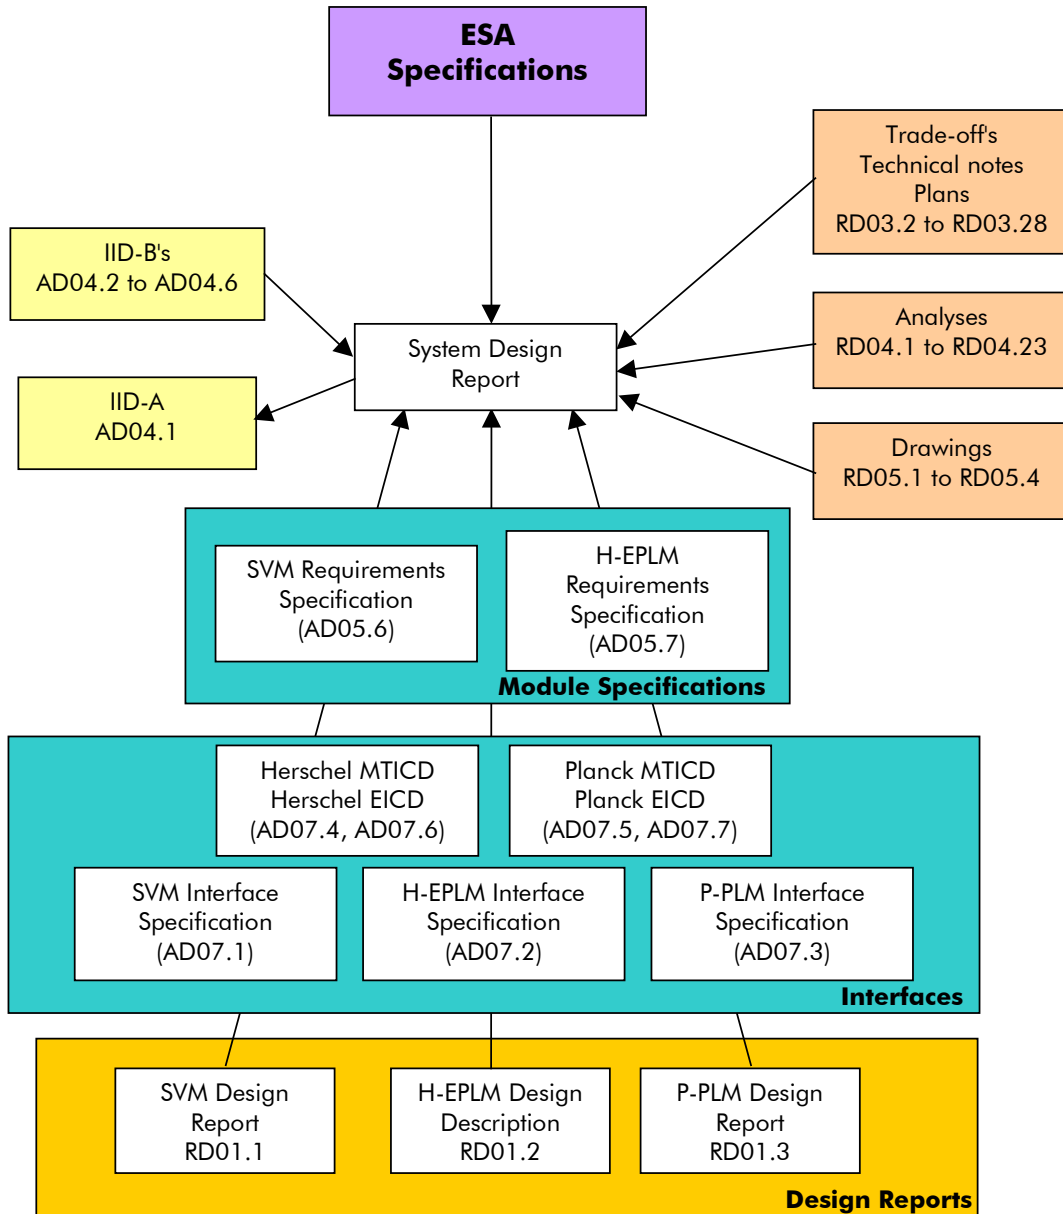 ESA
Specifications
Trade-off's
Technical notes
Plans
RD03.2 to RD03.28
IID-B's
AD04.2 to AD04.6
System Design
Report
Analyses
RD04.1 to RD04.23
IID-A
AD04.1
Drawings
RD05.1 to RD05.4
SVM Requirements
Specification
(AD05.6)
H-EPLM
Requirements
Specification
(AD05.7)
Module Specifications
Herschel MTICD
Herschel EICD
(AD07.4, AD07.6)
Planck MTICD
Planck EICD
(AD07.5, AD07.7)
SVM Interface
Specification
(AD07.1)
H-EPLM Interface
Specification
(AD07.2)
P-PLM Interface
Specification
(AD07.3)
Interfaces
SVM Design
Report
RD01.1
H-EPLM Design
Description
RD01.2
P-PLM Design
Report
RD01.3
Design Reports